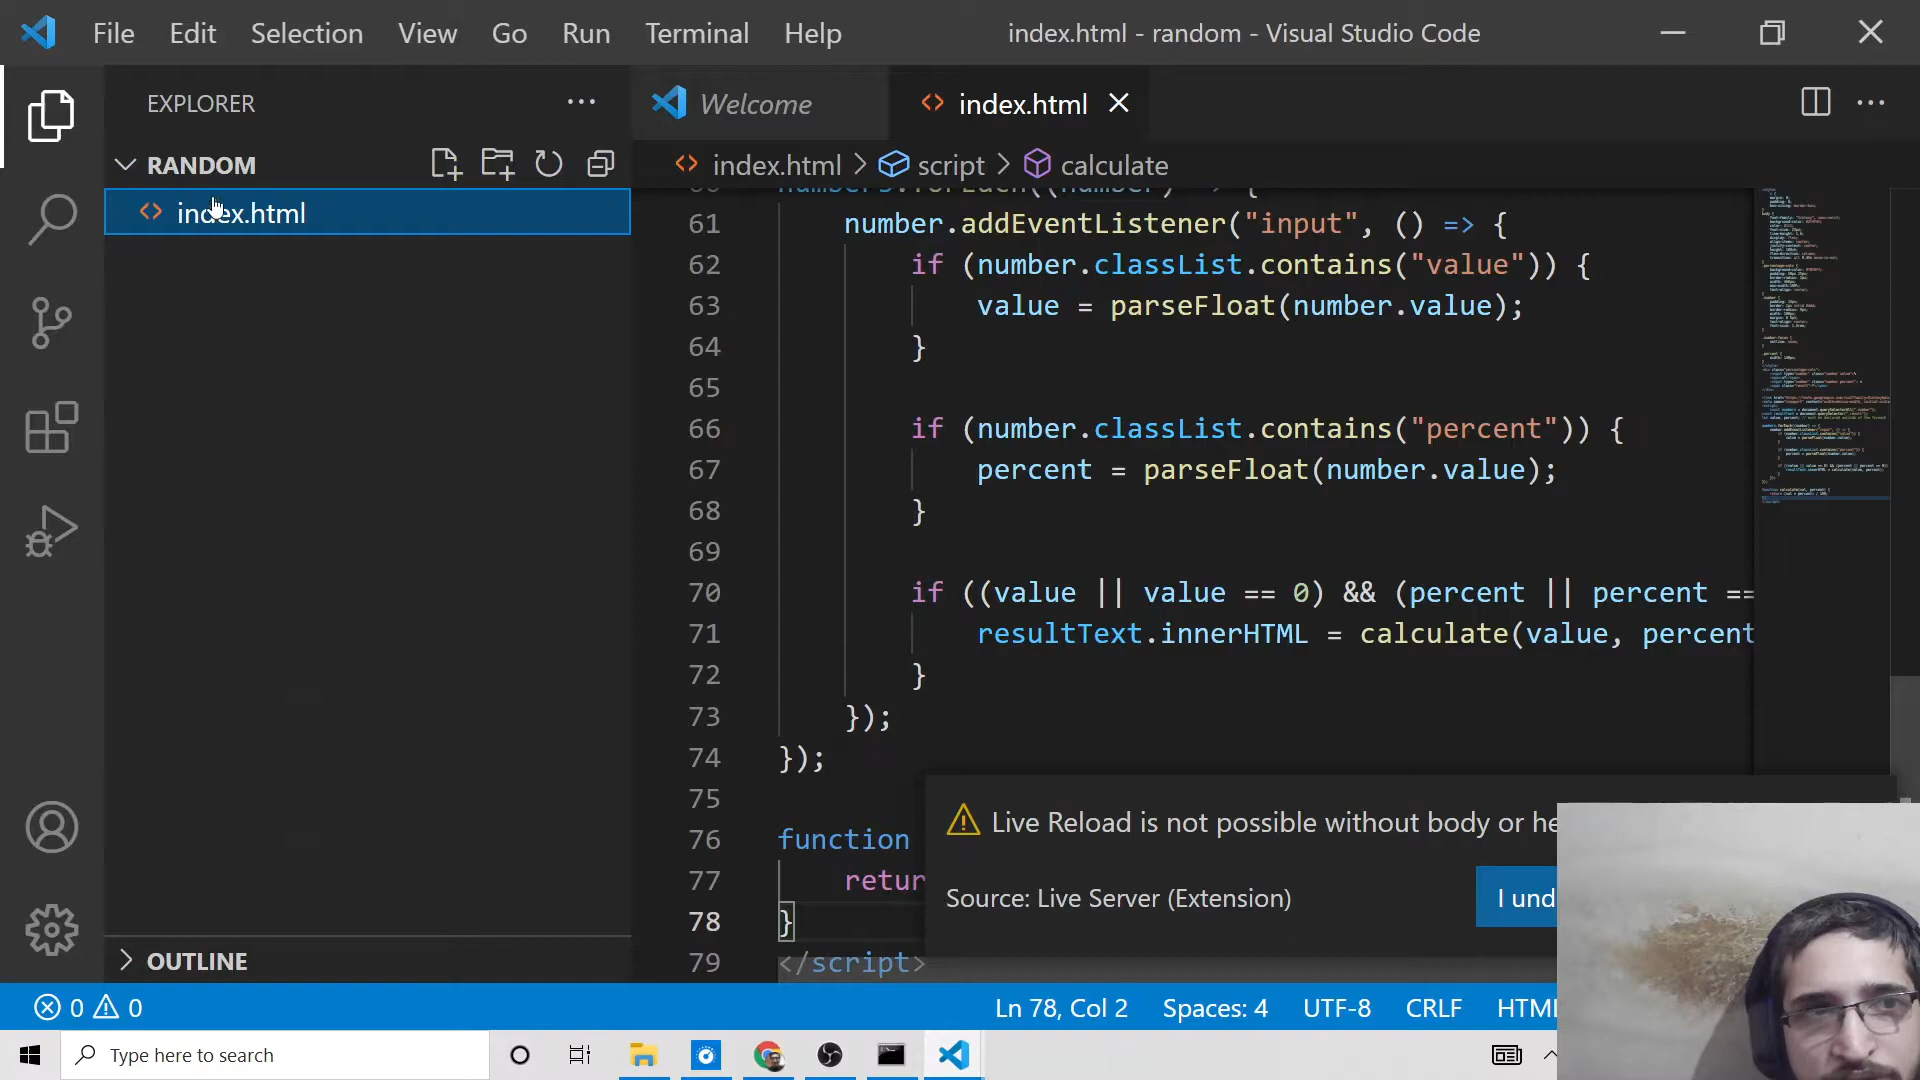 File Edit Selection View Go Run Terminal Help
index.html - random - Visual Studio Code
EXPLORER
RANDOM
index.html
OUTLINE
Welcome
index.html
index.html > script > calculate
61 number.addEventListener("input", () => {
62 if (number.classList.contains("value")) {
63 value = parseFloat(number.value);
64 }
65
66 if (number.classList.contains("percent")) {
67 percent = parseFloat(number.value);
68 }
69
70 if ((value || value == 0) && (percent || percent ==
71 resultText.innerHTML = calculate(value, percent
72 }
73 });
74 });
75
76 function
77 retur
78 }
79 </script>
Live Reload is not possible without body or he
Source: Live Server (Extension)
I und
0 0
Ln 78, Col 2 Spaces: 4 UTF-8 CRLF HTML
Type here to search